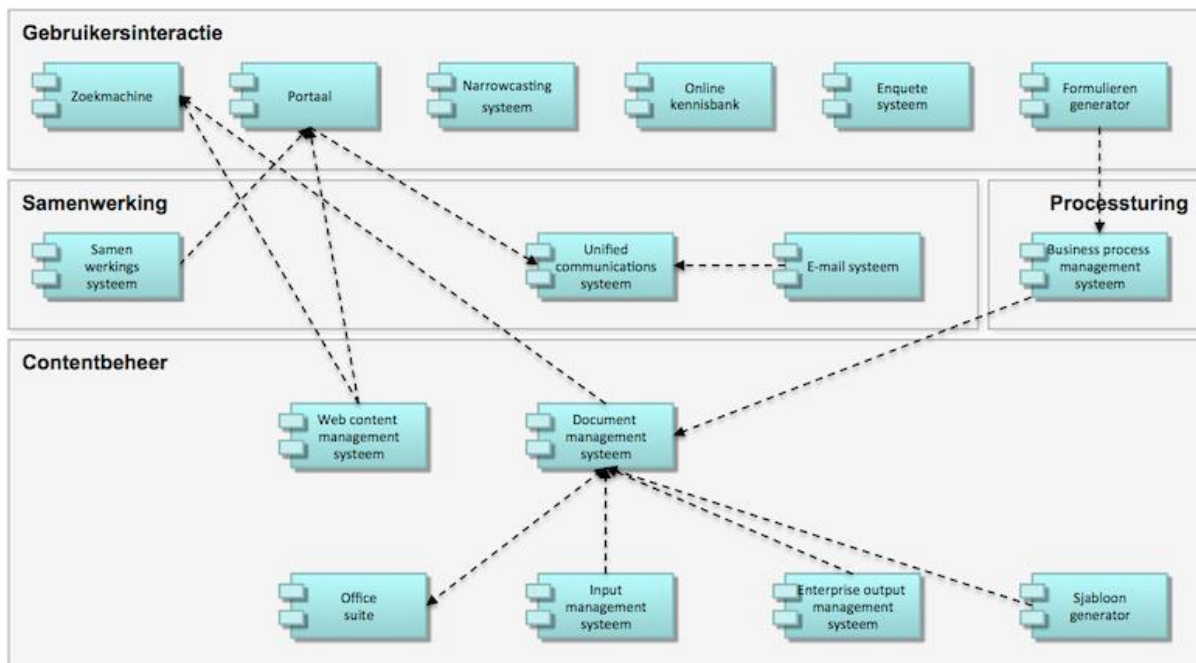 Gebruikersinteractie
Zoekmachine
Portaal
Narrowcasting
systeem
Online
kennisbank
Enquete
systeem
Formulieren
generator
Samenwerking
Samen
werkings
systeem
Unified
communications
systeem
E-mail systeem
Processturing
Business process
management
systeem
Contentbeheer
Web content
management
systeem
Document
management
systeem
Office
suite
Input
management
systeem
Enterprise output
management
systeem
Sjabloon
generator